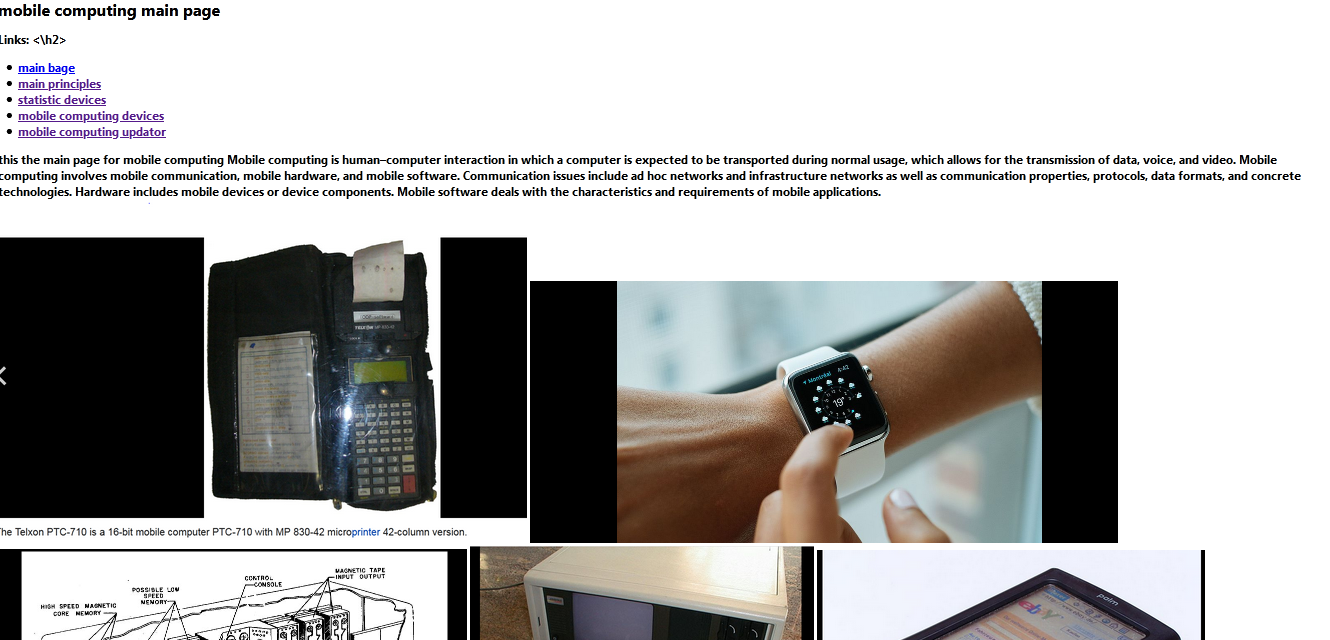 mobile computing main page
Links: <\h2>
main bage
main principles
statistic devices
mobile computing devices
mobile computing updator
this the main page for mobile computing Mobile computing is human–computer interaction in which a computer is expected to be transported during normal usage, which allows for the transmission of data, voice, and video. Mobile
computing involves mobile communication, mobile hardware, and mobile software. Communication issues include ad hoc networks and infrastructure networks as well as communication properties, protocols, data formats, and concrete
technologies. Hardware includes mobile devices or device components. Mobile software deals with the characteristics and requirements of mobile applications.
TELXON MP 830-42
Montréal 4:42
19°
he Telxon PTC-710 is a 16-bit mobile computer PTC-710 with MP 830-42 microprinter 42-column version.
MAGNETIC TAPE
INPUT OUTPUT
CONTROL
CONSOLE
POSSIBLE LOW
SPEED
MEMORY
HIGH SPEED MAGNETIC
CORE MEMORY
palm
ebY